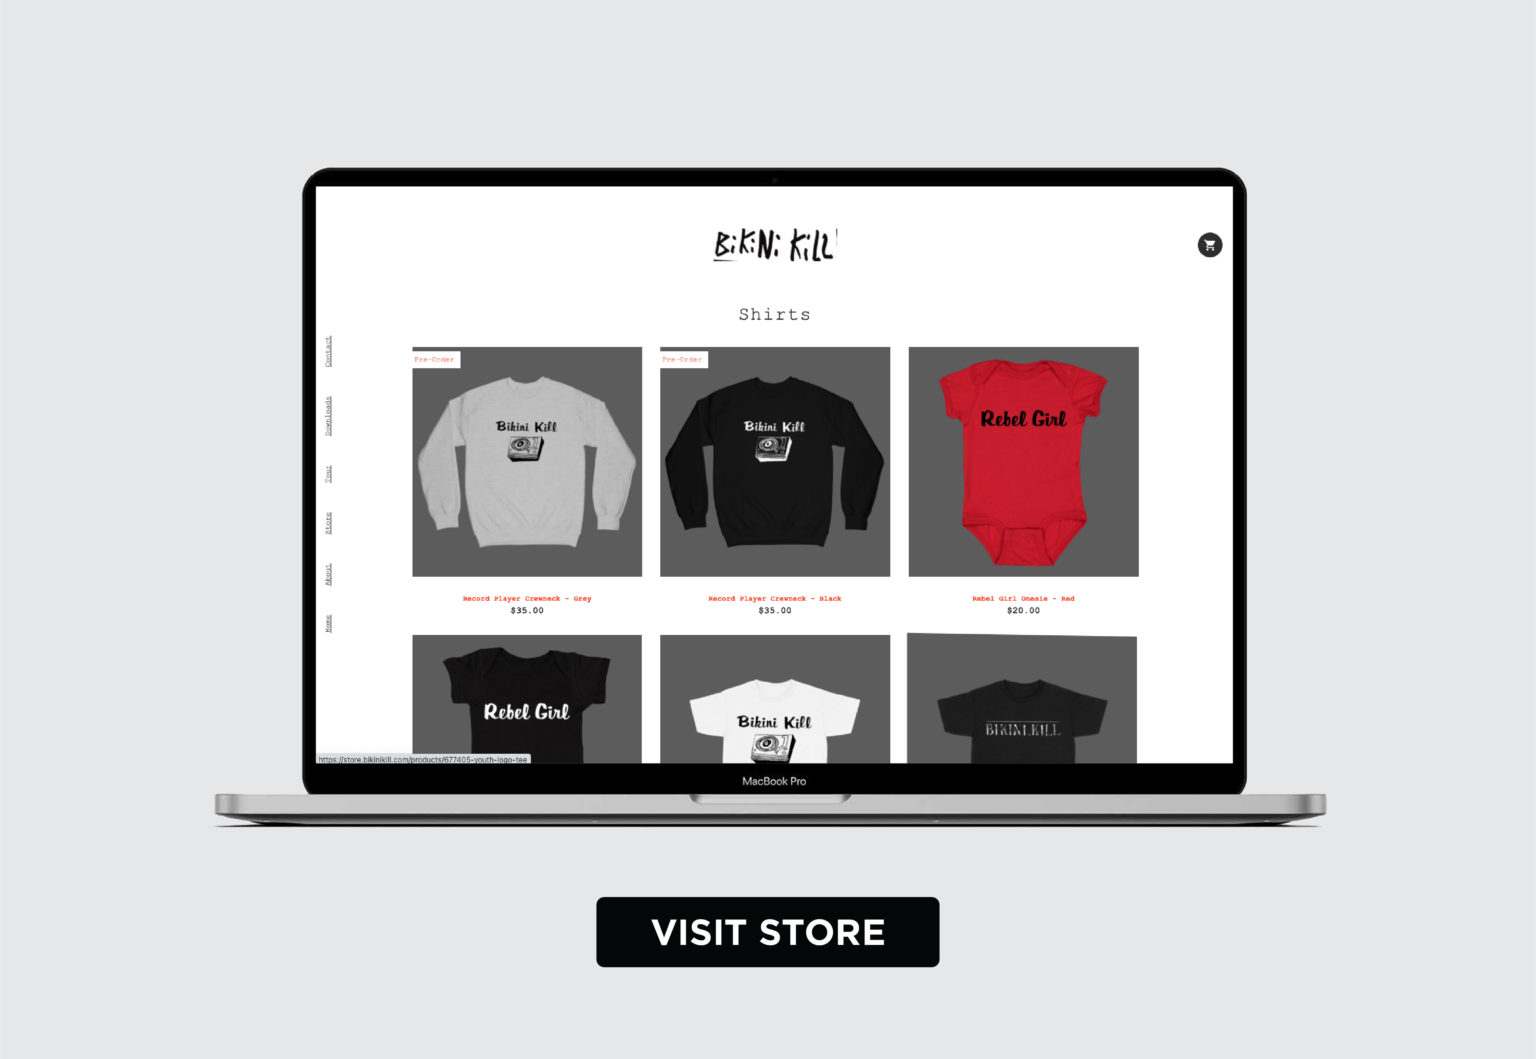 BiKiNi KiLL
Shirts
Contact
Downloads
Tour
Store
About
Home
Pre-Order
Pre-Order
Bikini Kill
Bikini Kill
Rebel Girl
Record Player Crewneck - Grey
$35.00
Record Player Crewneck - Black
$35.00
Rebel Girl Onesie - Red
$20.00
Rebel Girl
Bikini Kill
BIKINI KILL
https://store.bikinikill.com/products/677405-youth-logo-tee
MacBook Pro
VISIT STORE